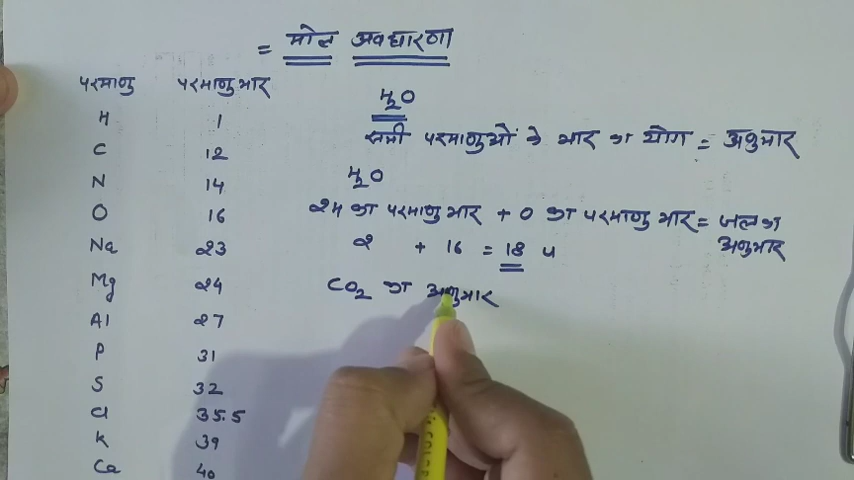 = मोल अवधारणा
परमाणु परमाणुभार
H 1
C 12
N 14
O 16
Na 23
Mg 24
Al 27
P 31
S 32
Cl 35.5
K 39
Ca 40
H₂O
सभी परमाणुओं के भार का योग = अणुभार
H₂O
2H का परमाणुभार + O का परमाणुभार = जल का अणुभार
2 + 16 = 18 u
CO₂ का अणुभार